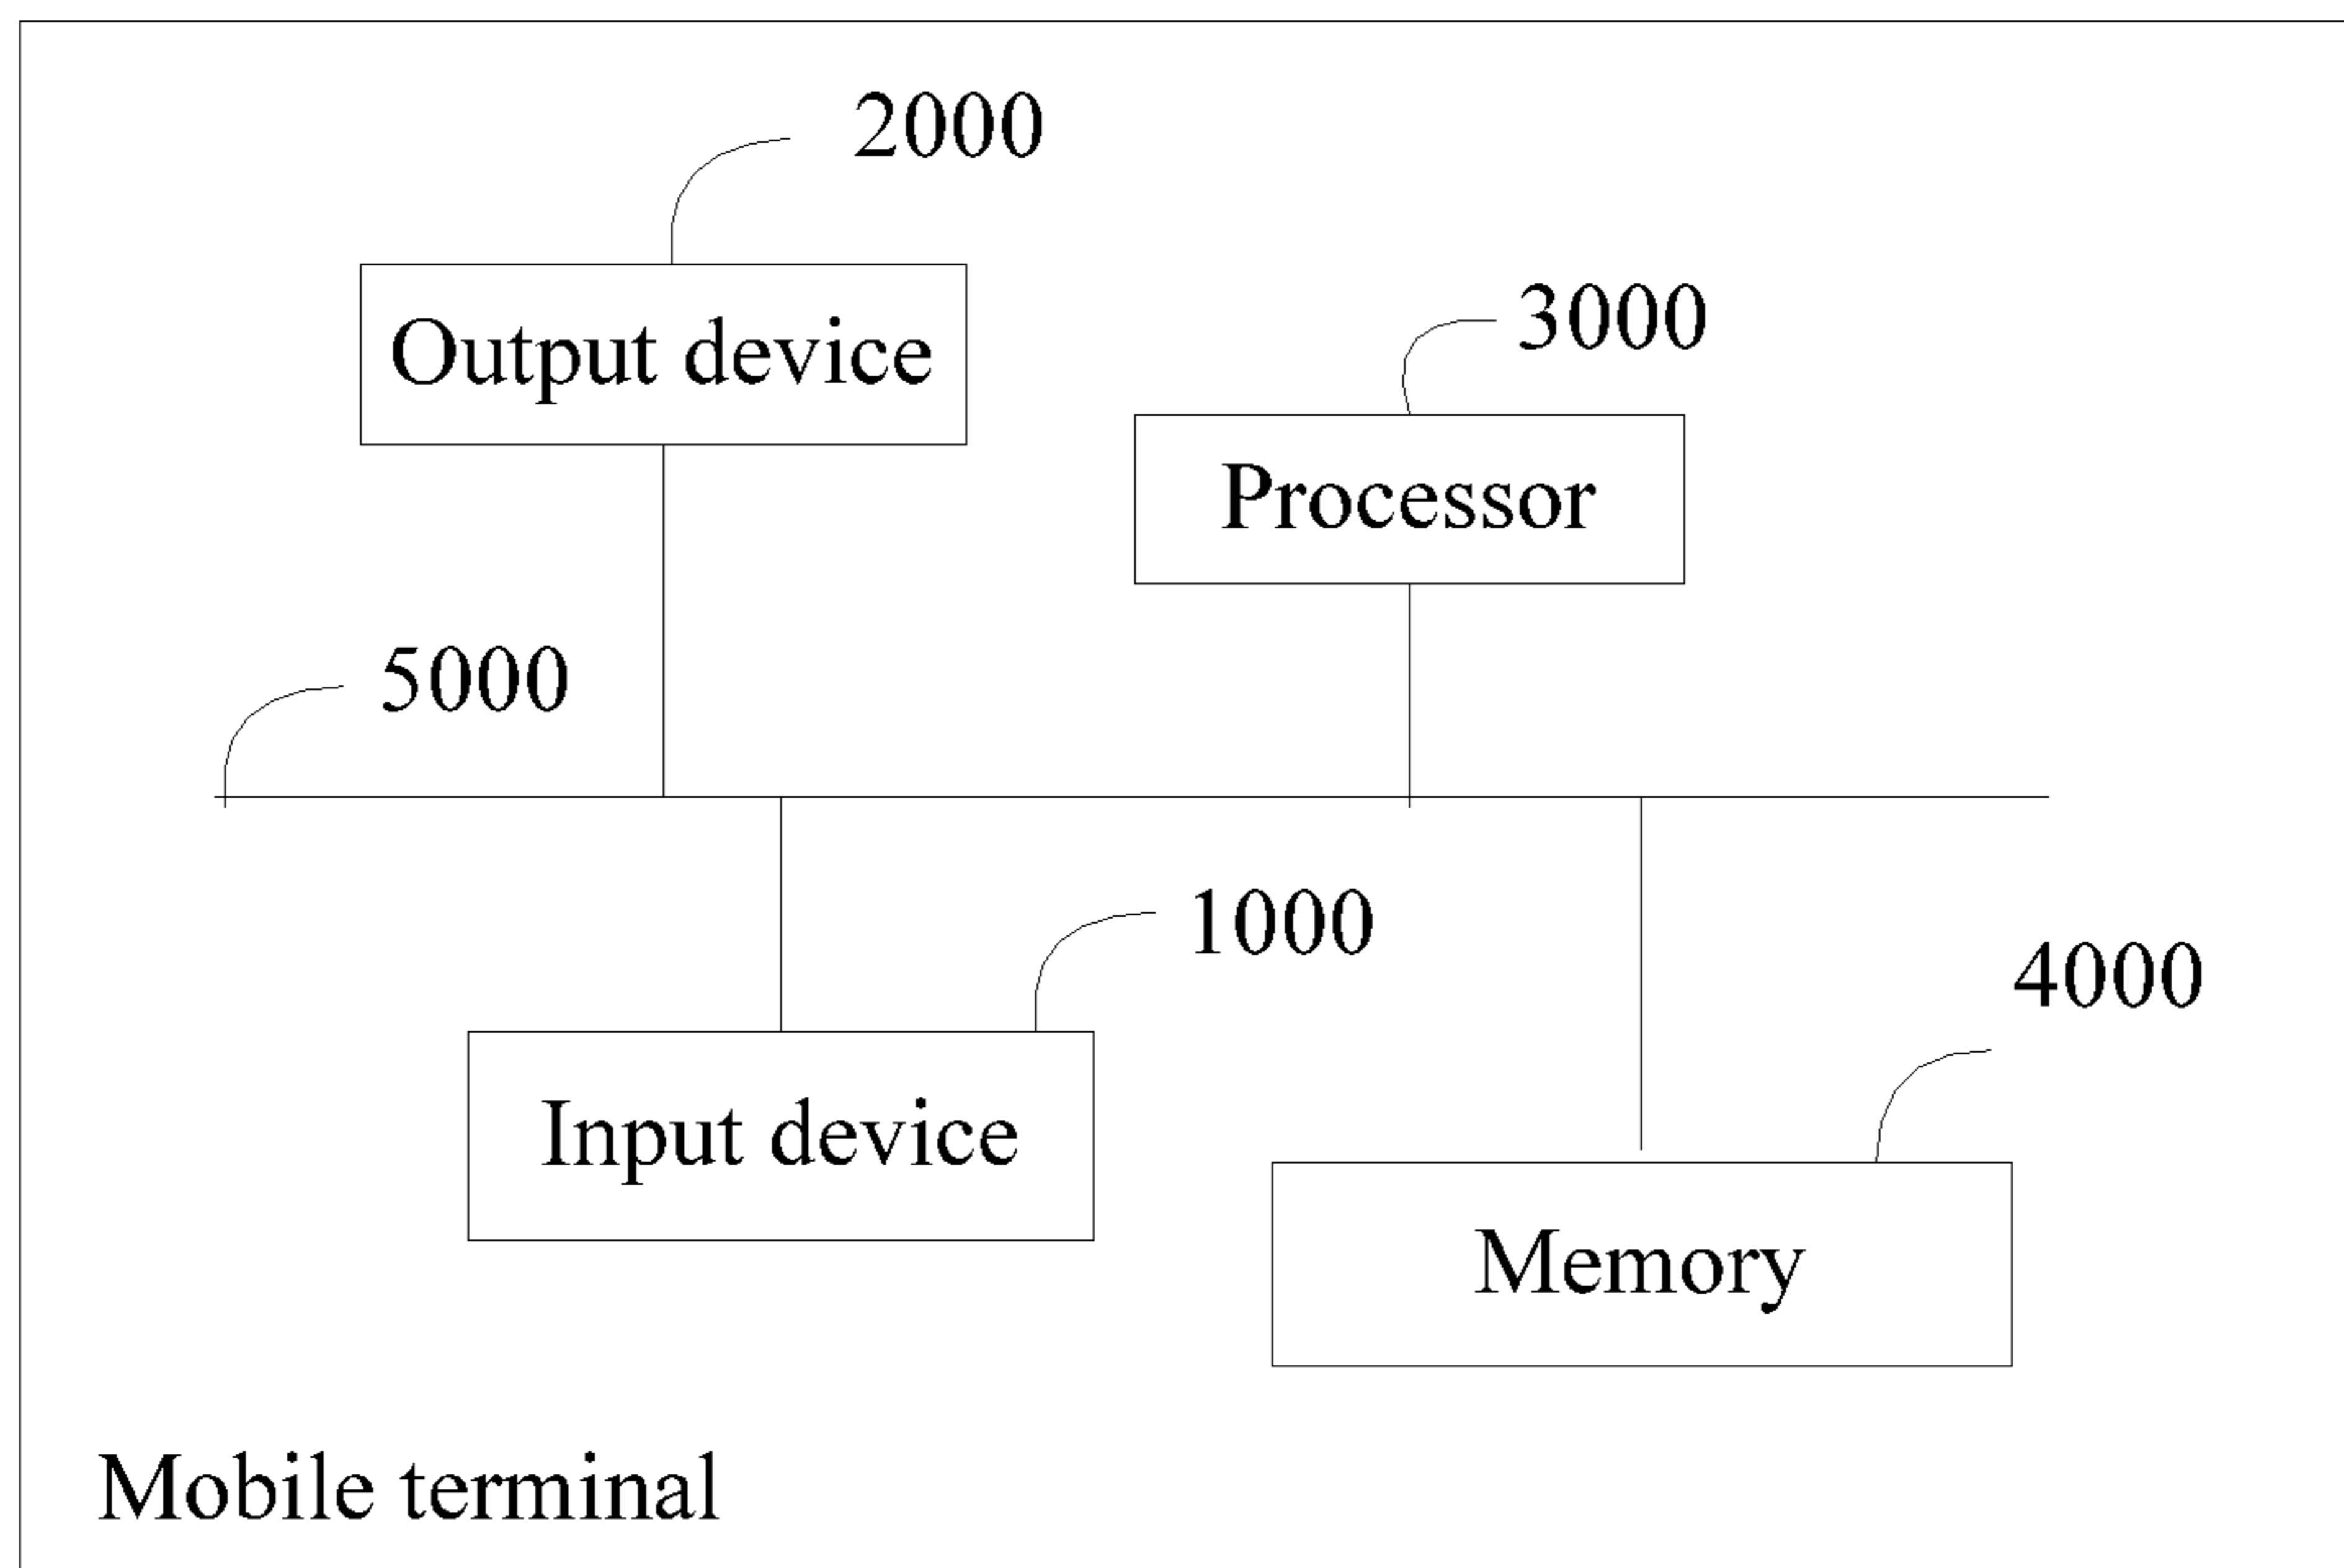 2000
Output device
3000
Processor
5000
1000
4000
Input device
Memory
Mobile terminal